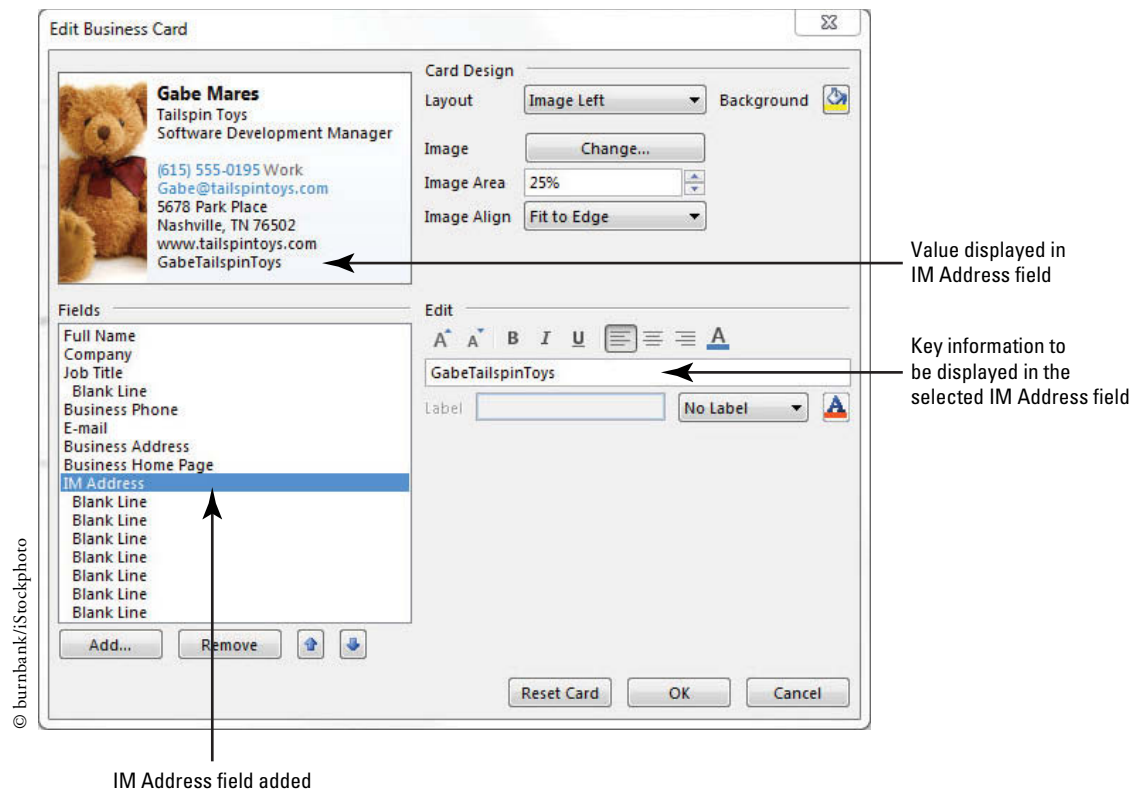 Edit Business Card
Gabe Mares
Tailspin Toys
Software Development Manager
(615) 555-0195 Work
Gabe@tailspintoys.com
5678 Park Place
Nashville, TN 76502
www.tailspintoys.com
GabeTailspinToys
Card Design
Layout Image Left Background
Image Change...
Image Area 25%
Image Align Fit to Edge
Value displayed in
IM Address field
Fields
Full Name
Company
Job Title
Blank Line
Business Phone
E-mail
Business Address
Business Home Page
IM Address
Blank Line
Blank Line
Blank Line
Blank Line
Blank Line
Blank Line
Blank Line
Add... Remove
Edit
A A B I U A
GabeTailspinToys
Label No Label A
Key information to
be displayed in the
selected IM Address field
Reset Card OK Cancel
© burnbank/iStockphoto
IM Address field added